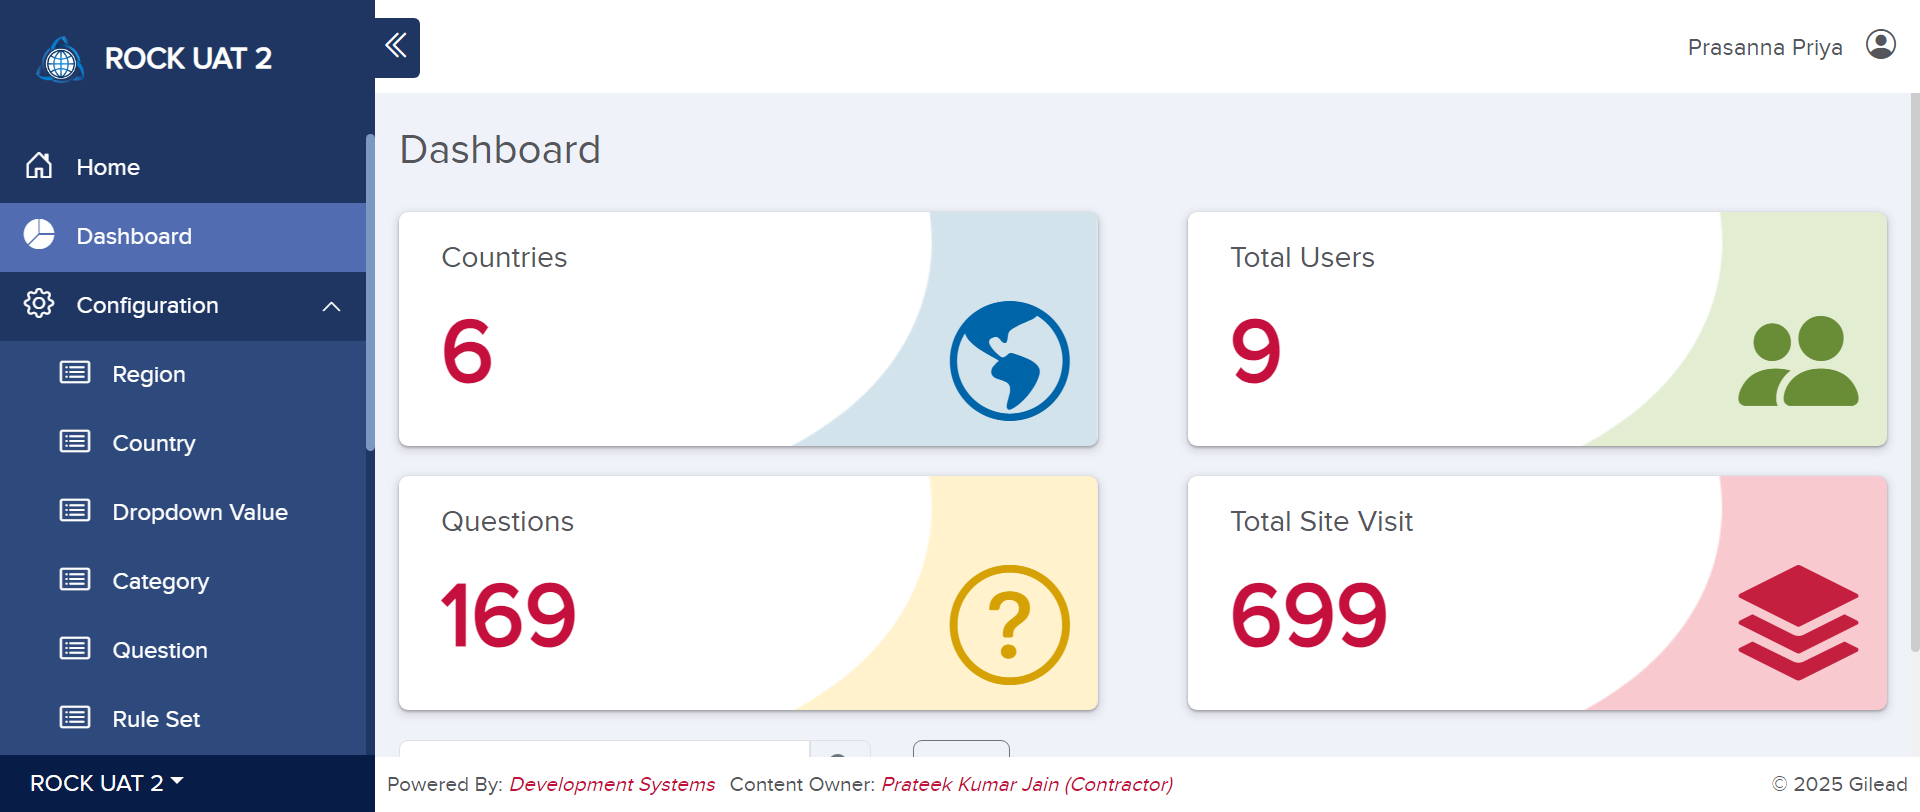 ROCK UAT 2
Prasanna Priya
Home
Dashboard
Configuration
Region
Country
Dropdown Value
Category
Question
Rule Set
ROCK UAT 2
Dashboard
Countries
6
Total Users
9
Questions
169
Total Site Visit
699
Powered By: Development Systems Content Owner: Prateek Kumar Jain (Contractor)
© 2025 Gilead